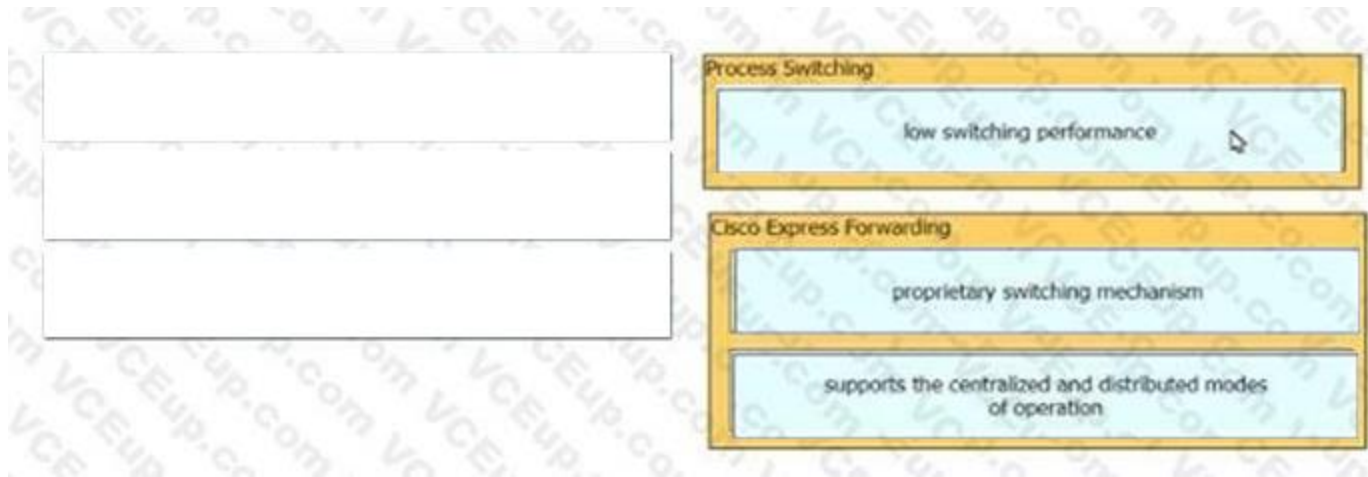 Process Switching
low switching performance
Cisco Express Forwarding
proprietary switching mechanism
supports the centralized and distributed modes
of operation